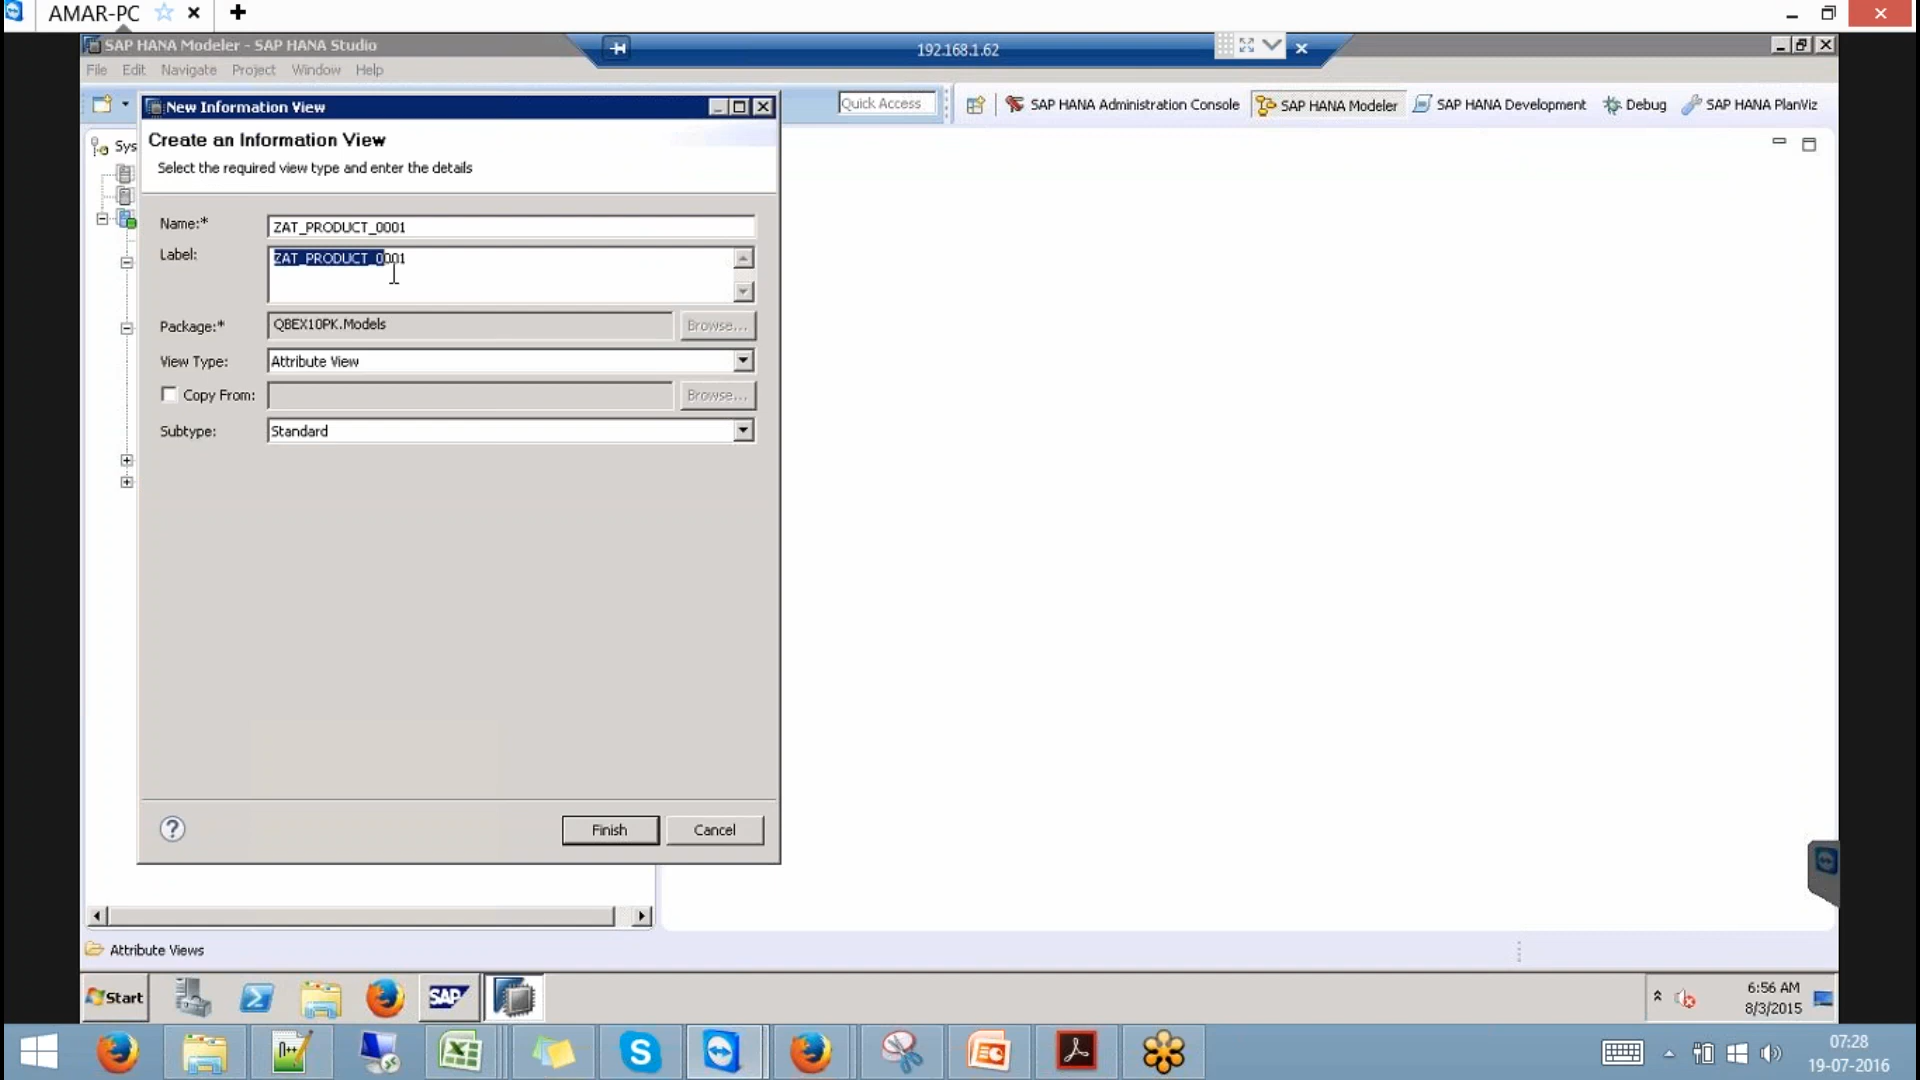 AMAR-PC
SAP HANA Modeler - SAP HANA Studio
192.168.1.62
File Edit Navigate Project Window Help
New Information View
Quick Access
SAP HANA Administration Console
SAP HANA Modeler
SAP HANA Development
Debug
SAP HANA PlanViz
Create an Information View
Sys
Select the required view type and enter the details
Name:* ZAT_PRODUCT_0001
Label: ZAT_PRODUCT_0001
Package:* QBEX10PK.Models Browse...
View Type: Attribute View
Copy From: Browse...
Subtype: Standard
? Finish Cancel
Attribute Views
Start
SAP
6:56 AM
8/3/2015
N++
S
07:28
19-07-2016